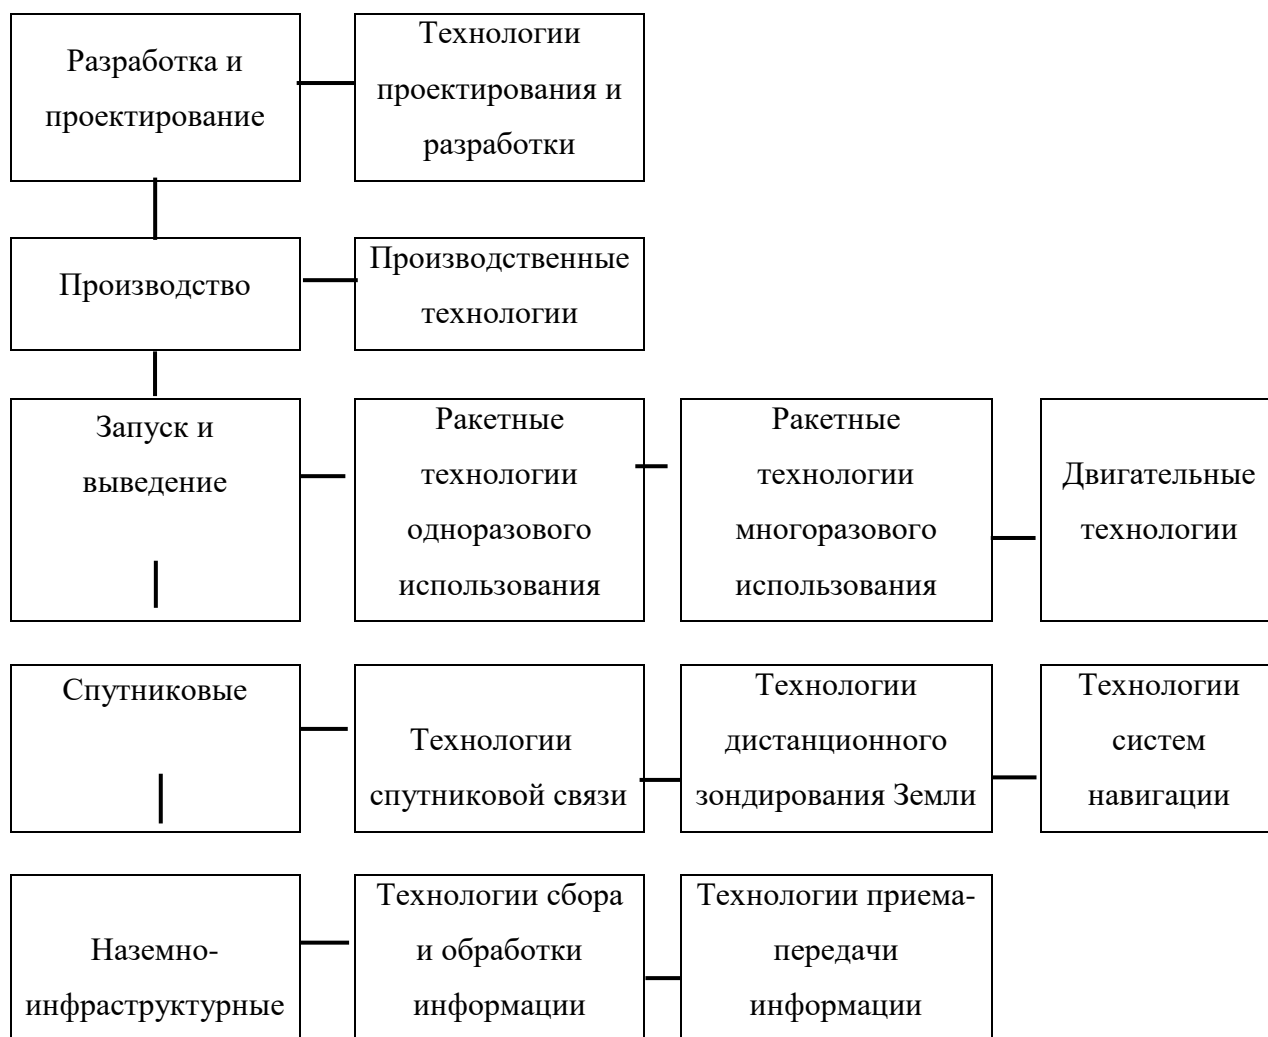 Разработка и
проектирование
Технологии
проектирования и
разработки
Производство
Производственные
технологии
Запуск и
выведение
Ракетные
технологии
одноразового
использования
Ракетные
технологии
многоразового
использования
Двигательные
технологии
Спутниковые
Технологии
спутниковой связи
Технологии
дистанционного
зондирования Земли
Технологии
систем
навигации
Наземно-
инфраструктурные
Технологии сбора
и обработки
информации
Технологии приема-
передачи
информации